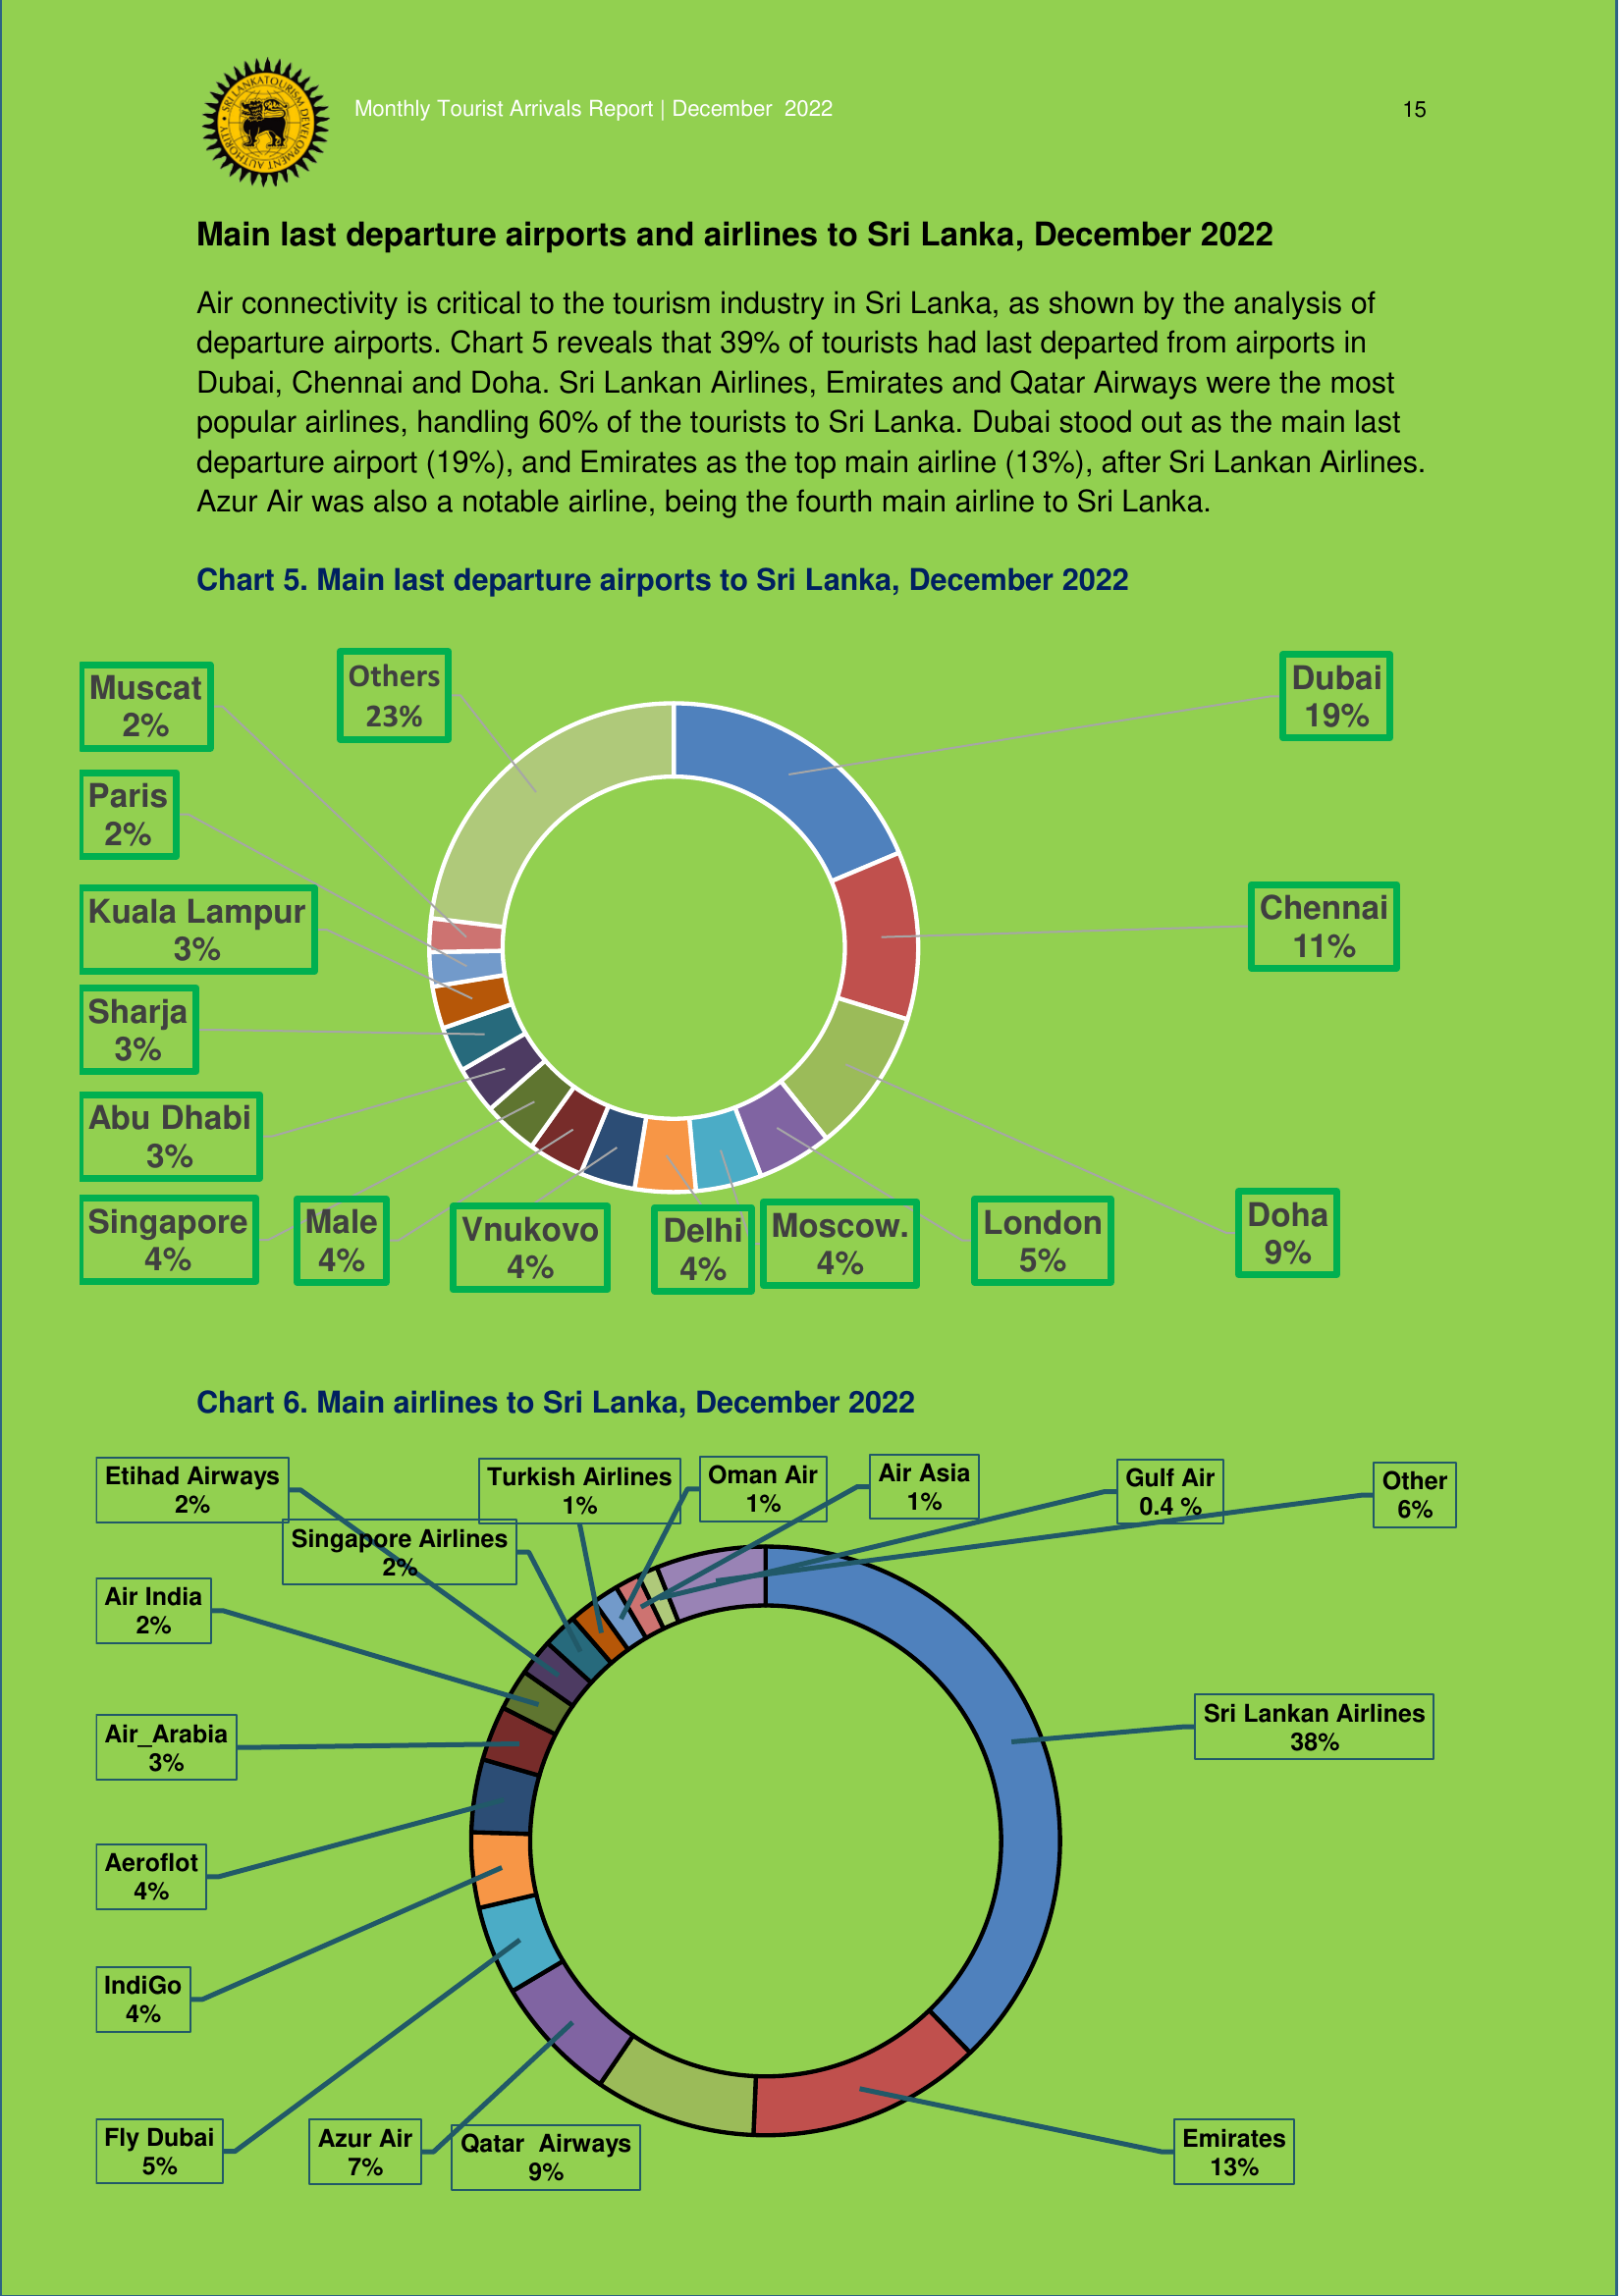 SRI LANKA TOURISM DEVELOPMENT AUTHORITY
Monthly Tourist Arrivals Report | December 2022
15
Main last departure airports and airlines to Sri Lanka, December 2022
Air connectivity is critical to the tourism industry in Sri Lanka, as shown by the analysis of
departure airports. Chart 5 reveals that 39% of tourists had last departed from airports in
Dubai, Chennai and Doha. Sri Lankan Airlines, Emirates and Qatar Airways were the most
popular airlines, handling 60% of the tourists to Sri Lanka. Dubai stood out as the main last
departure airport (19%), and Emirates as the top main airline (13%), after Sri Lankan Airlines.
Azur Air was also a notable airline, being the fourth main airline to Sri Lanka.
Chart 5. Main last departure airports to Sri Lanka, December 2022
Muscat
2%
Others
23%
Dubai
19%
Paris
2%
Kuala Lampur
3%
Chennai
11%
Sharja
3%
Abu Dhabi
3%
Singapore
4%
Male
4%
Vnukovo
4%
Delhi
4%
Moscow.
4%
London
5%
Doha
9%
Chart 6. Main airlines to Sri Lanka, December 2022
Etihad Airways
2%
Turkish Airlines
1%
Oman Air
1%
Air Asia
1%
Gulf Air
0.4 %
Other
6%
Singapore Airlines
2%
Air India
2%
Sri Lankan Airlines
38%
Air_Arabia
3%
Aeroflot
4%
IndiGo
4%
Fly Dubai
5%
Azur Air
7%
Qatar  Airways
9%
Emirates
13%